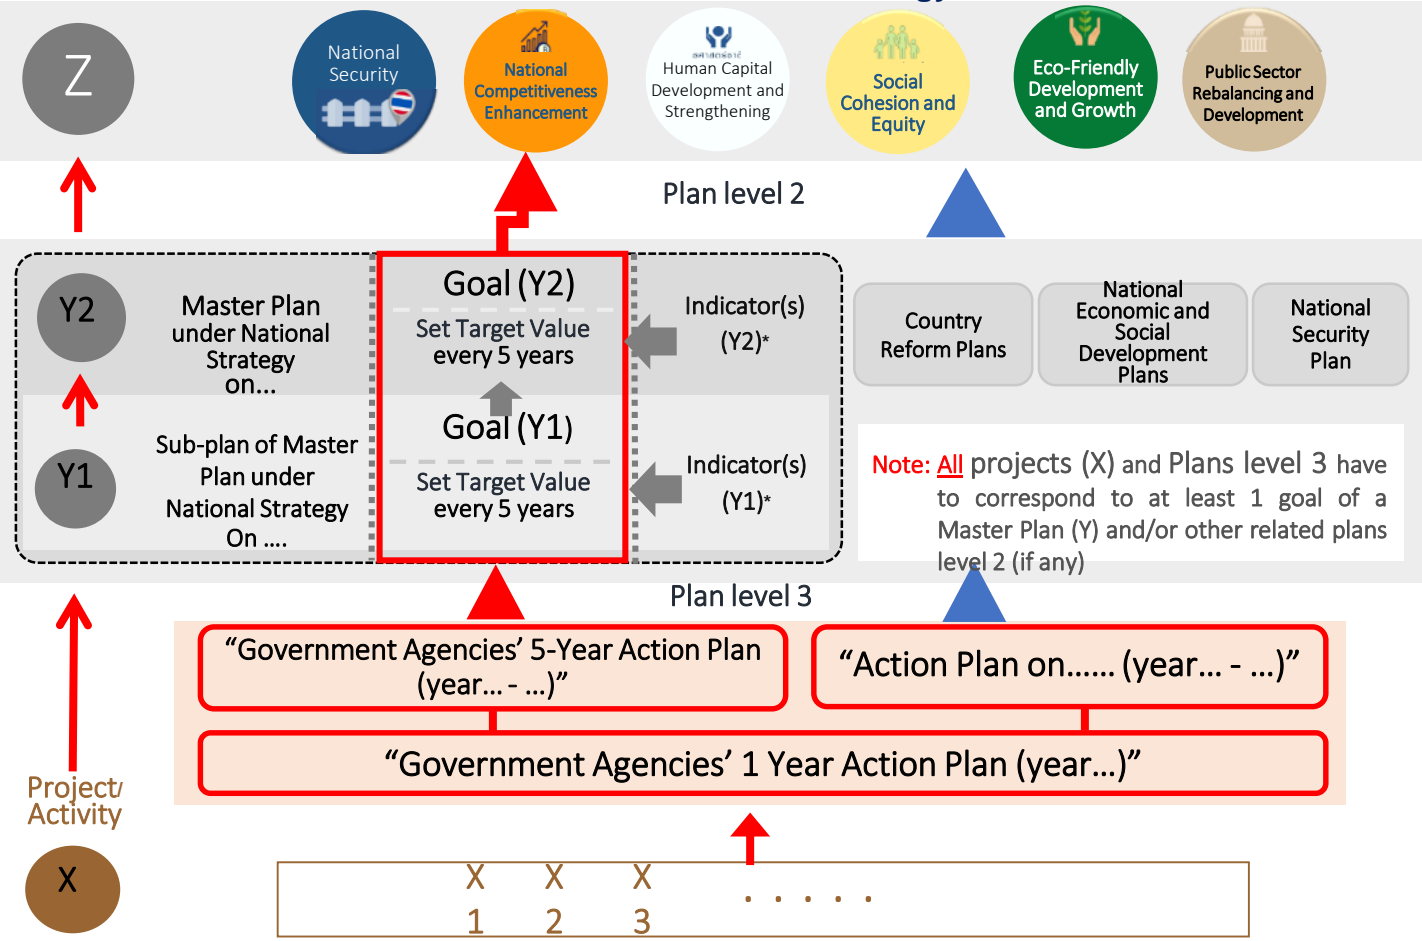 Z
National
Security
National
Competitiveness
Enhancement
Human Capital
Development and
Strengthening
Social
Cohesion and
Equity
Eco-Friendly
Development
and Growth
Public Sector
Rebalancing and
Development
Plan level 2
Y2
Master Plan
under National
Strategy
on...
Goal (Y2)
Set Target Value
every 5 years
Indicator(s)
(Y2)*
Country
Reform Plans
National
Economic and
Social
Development
Plans
National
Security
Plan
Y1
Sub-plan of Master
Plan under
National Strategy
On ....
Goal (Y1)
Set Target Value
every 5 years
Indicator(s)
(Y1)*
Note: All projects (X) and Plans level 3 have
to correspond to at least 1 goal of a
Master Plan (Y) and/or other related plans
level 2 (if any)
Plan level 3
“Government Agencies’ 5-Year Action Plan
(year... - ...)”
“Action Plan on...... (year... - ...)”
“Government Agencies’ 1 Year Action Plan (year...)”
Project/
Activity
X
X X X
1 2 3 . . . . .